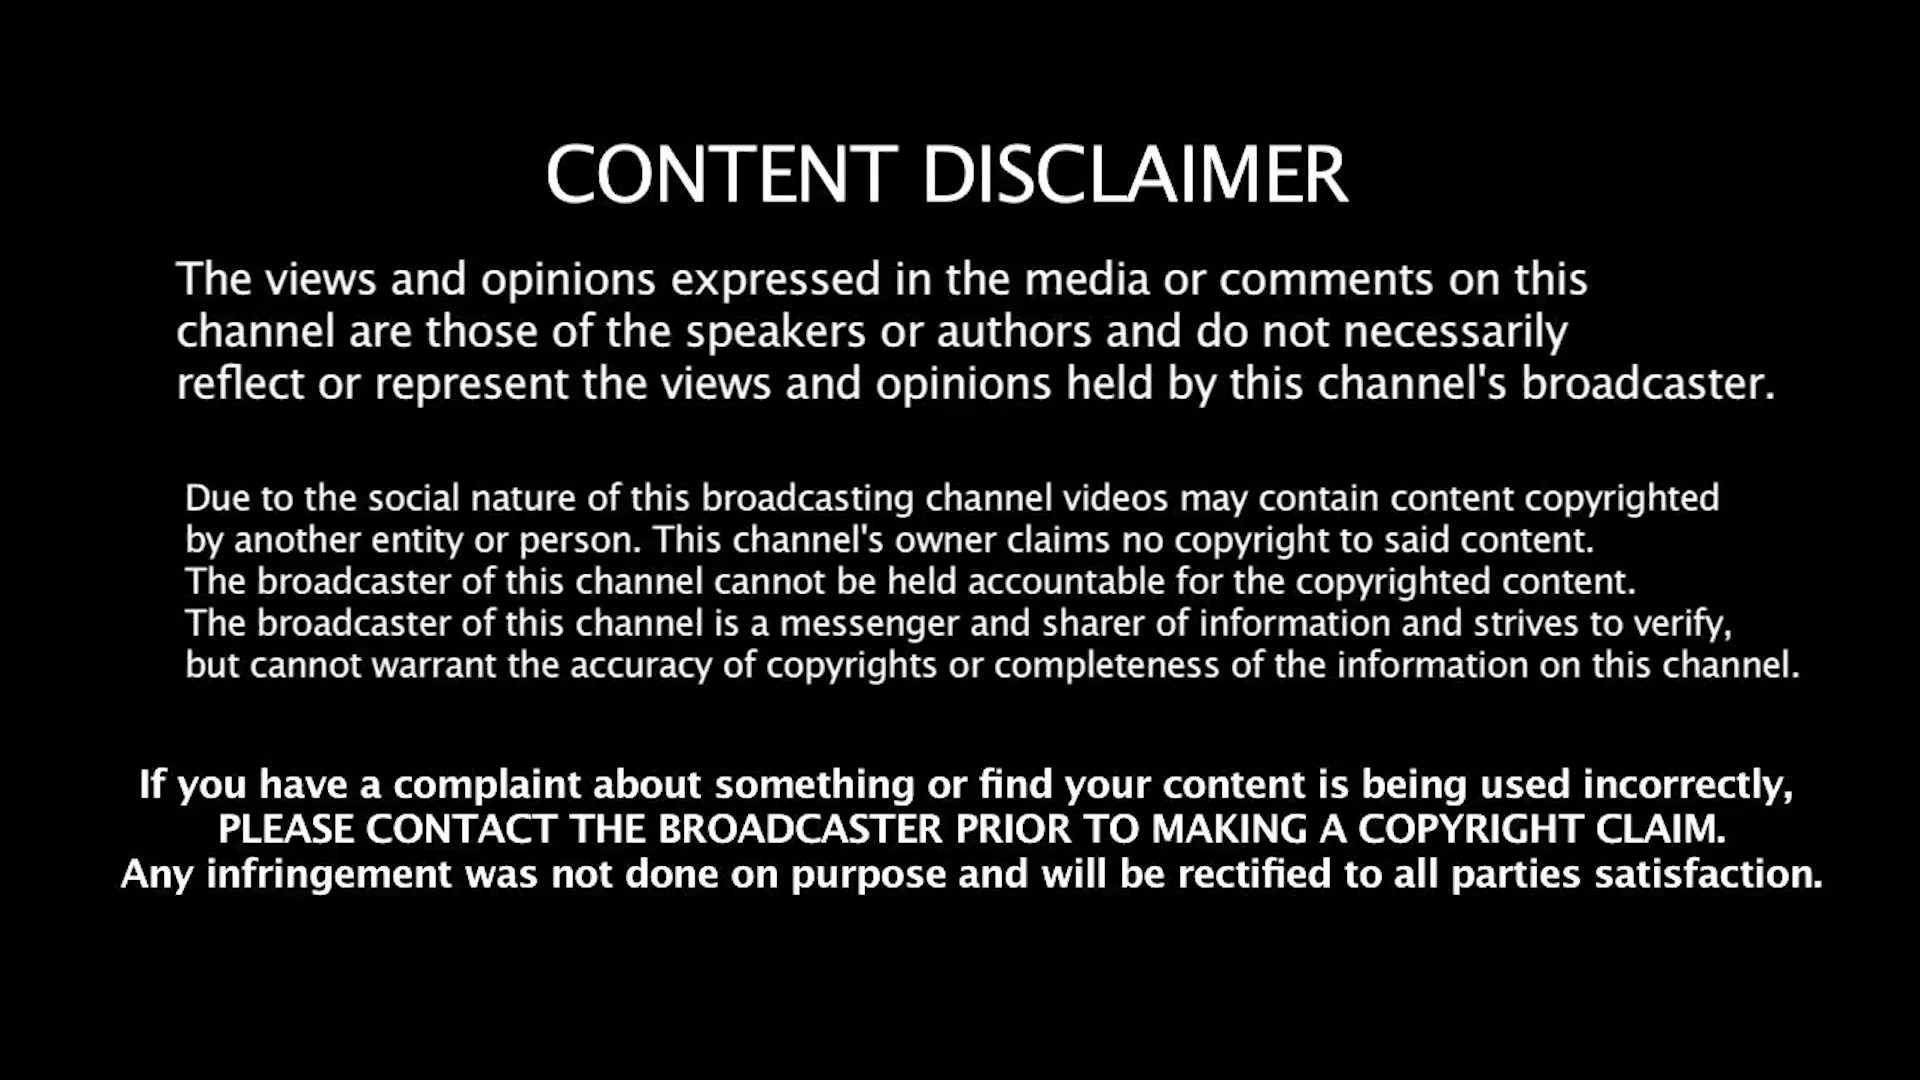 CONTENT DISCLAIMER
The views and opinions expressed in the media or comments on this
channel are those of the speakers or authors and do not necessarily
reflect or represent the views and opinions held by this channel's broadcaster.
Due to the social nature of this broadcasting channel videos may contain content copyrighted
by another entity or person. This channel's owner claims no copyright to said content.
The broadcaster of this channel cannot be held accountable for the copyrighted content.
The broadcaster of this channel is a messenger and sharer of information and strives to verify,
but cannot warrant the accuracy of copyrights or completeness of the information on this channel.
If you have a complaint about something or find your content is being used incorrectly,
PLEASE CONTACT THE BROADCASTER PRIOR TO MAKING A COPYRIGHT CLAIM.
Any infringement was not done on purpose and will be rectified to all parties satisfaction.